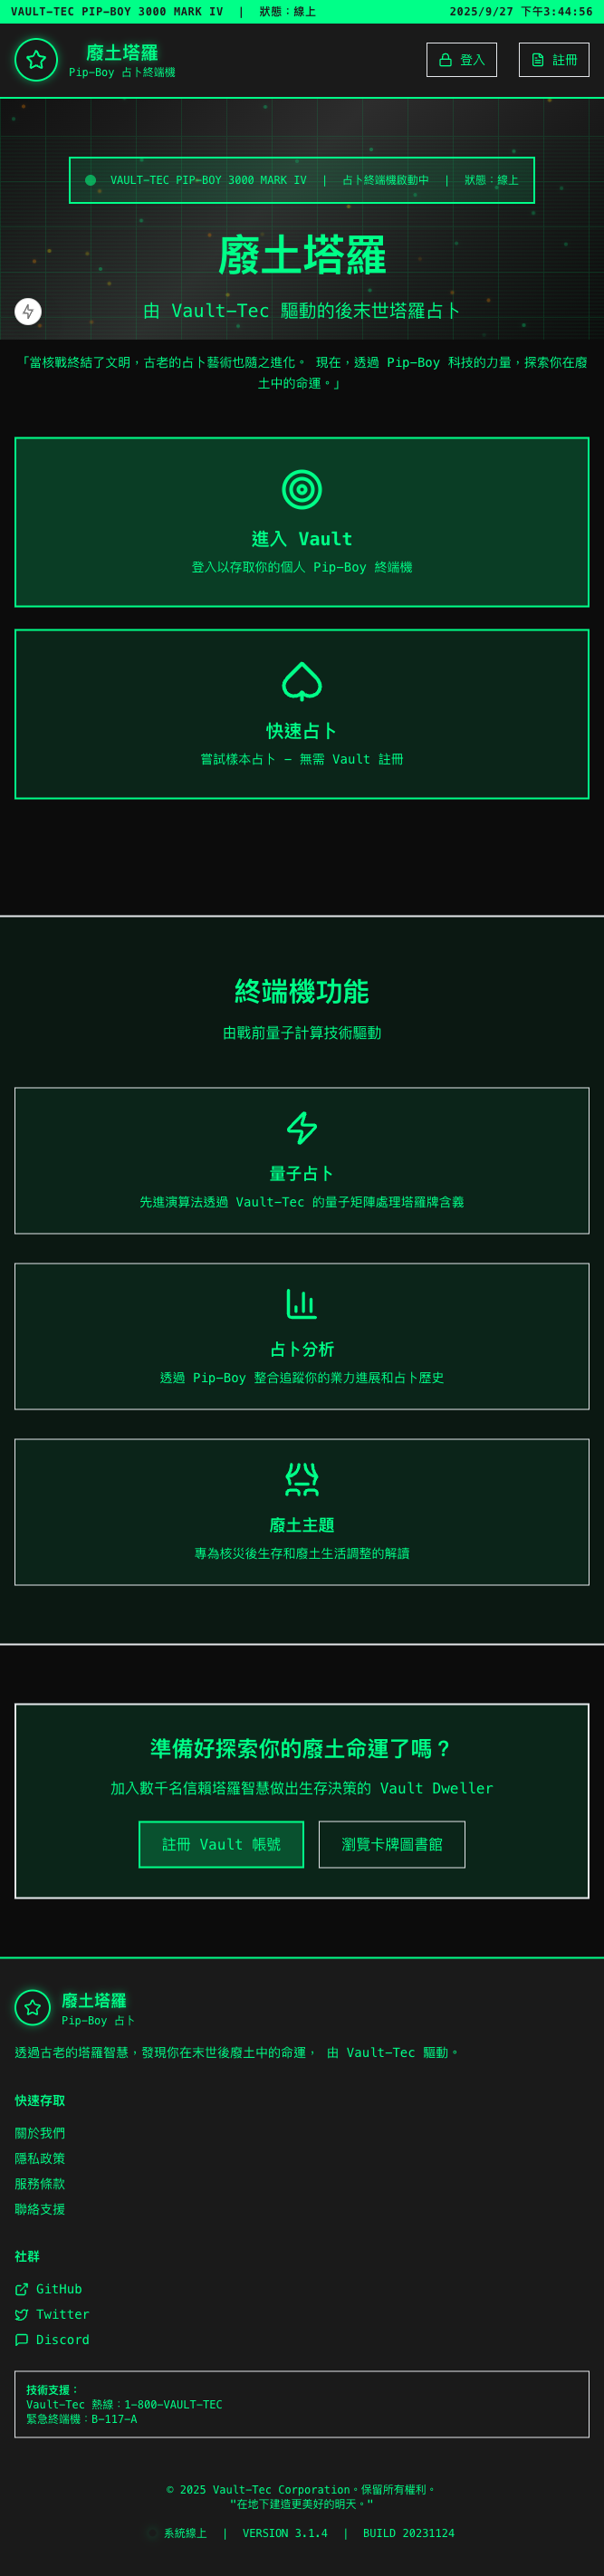 VAULT-TEC PIP-BOY 3000 MARK IV | 狀態：線上 2025/9/27 下午3:44:56
廢土塔羅
Pip-Boy 占卜終端機
登入
註冊
VAULT-TEC PIP-BOY 3000 MARK IV | 占卜終端機啟動中 | 狀態：線上
廢土塔羅
由 Vault-Tec 驅動的後末世塔羅占卜
「當核戰終結了文明，古老的占卜藝術也隨之進化。 現在，透過 Pip-Boy 科技的力量，探索你在廢
土中的命運。」
進入 Vault
登入以存取你的個人 Pip-Boy 終端機
快速占卜
嘗試樣本占卜 - 無需 Vault 註冊
終端機功能
由戰前量子計算技術驅動
量子占卜
先進演算法透過 Vault-Tec 的量子矩陣處理塔羅牌含義
占卜分析
透過 Pip-Boy 整合追蹤你的業力進展和占卜歷史
廢土主題
專為核災後生存和廢土生活調整的解讀
準備好探索你的廢土命運了嗎？
加入數千名信賴塔羅智慧做出生存決策的 Vault Dweller
註冊 Vault 帳號
瀏覽卡牌圖書館
廢土塔羅
Pip-Boy 占卜
透過古老的塔羅智慧，發現你在末世後廢土中的命運， 由 Vault-Tec 驅動。
快速存取
關於我們
隱私政策
服務條款
聯絡支援
社群
GitHub
Twitter
Discord
技術支援：
Vault-Tec 熱線：1-800-VAULT-TEC
緊急終端機：B-117-A
© 2025 Vault-Tec Corporation。保留所有權利。
"在地下建造更美好的明天。"
系統線上 | VERSION 3.1.4 | BUILD 20231124